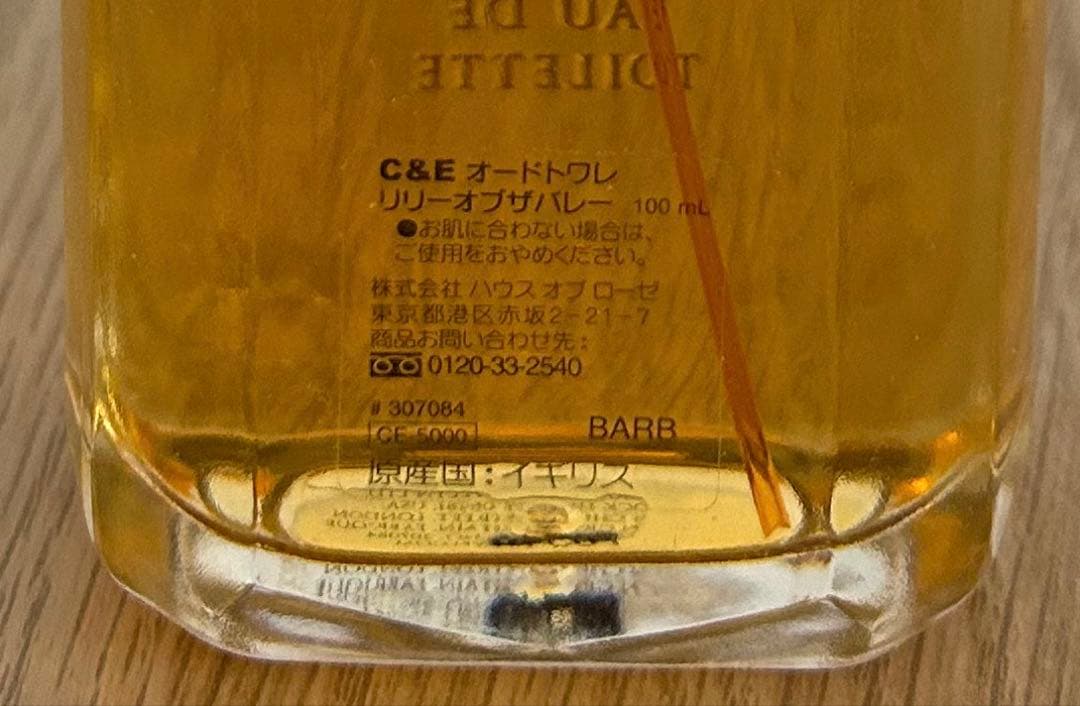 EAU DE
TOILETTE
C&E オードトワレ
リリーオブザバレー 100 mL
●お肌に合わない場合は、
ご使用をおやめください。
株式会社 ハウス オブ ローゼ
東京都港区赤坂2-21-7
商品お問い合わせ先:
0120-33-2540
# 307084
CE 5000 BARB
原産国:イギリス